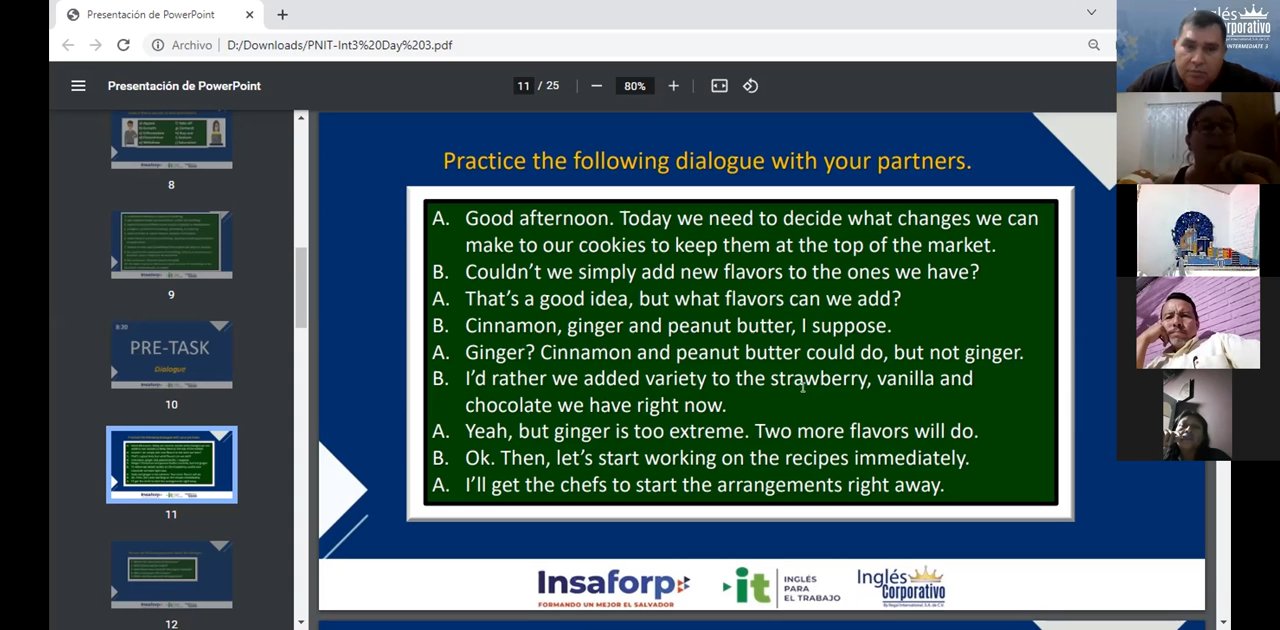 Presentación de PowerPoint
Archivo D:/Downloads/PNIT-Int3%20Day%203.pdf
Presentación de PowerPoint
11 / 25
80%
8
9
8:20
PRE-TASK
Dialogue
10
11
12
Practice the following dialogue with your partners.
A. Good afternoon. Today we need to decide what changes we can
make to our cookies to keep them at the top of the market.
B. Couldn't we simply add new flavors to the ones we have?
A. That's a good idea, but what flavors can we add?
B. Cinnamon, ginger and peanut butter, I suppose.
A. Ginger? Cinnamon and peanut butter could do, but not ginger.
B. I'd rather we added variety to the strawberry, vanilla and
chocolate we have right now.
A. Yeah, but ginger is too extreme. Two more flavors will do.
B. Ok. Then, let's start working on the recipes immediately.
A. I'll get the chefs to start the arrangements right away.
Insaforp
FORMANDO UN MEJOR EL SALVADOR
it
INGLÉS
PARA
EL TRABAJO
Inglés
Corporativo
By Regal International, S.A. de C.V.